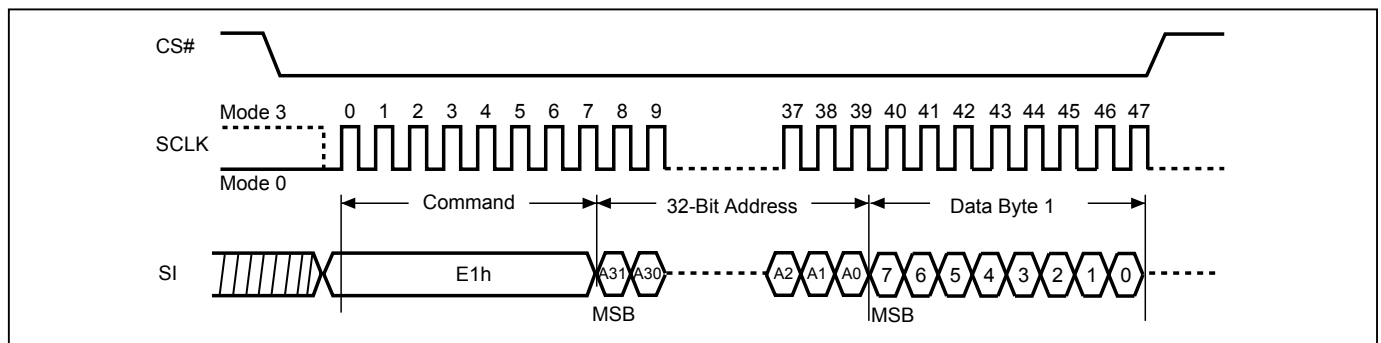 CS#
Mode 3 0 1 2 3 4 5 6 7 8 9 37 38 39 40 41 42 43 44 45 46 47
SCLK
Mode 0
Command 32-Bit Address Data Byte 1
SI E1h A31 A30 A2 A1 A0 7 6 5 4 3 2 1 0
MSB MSB